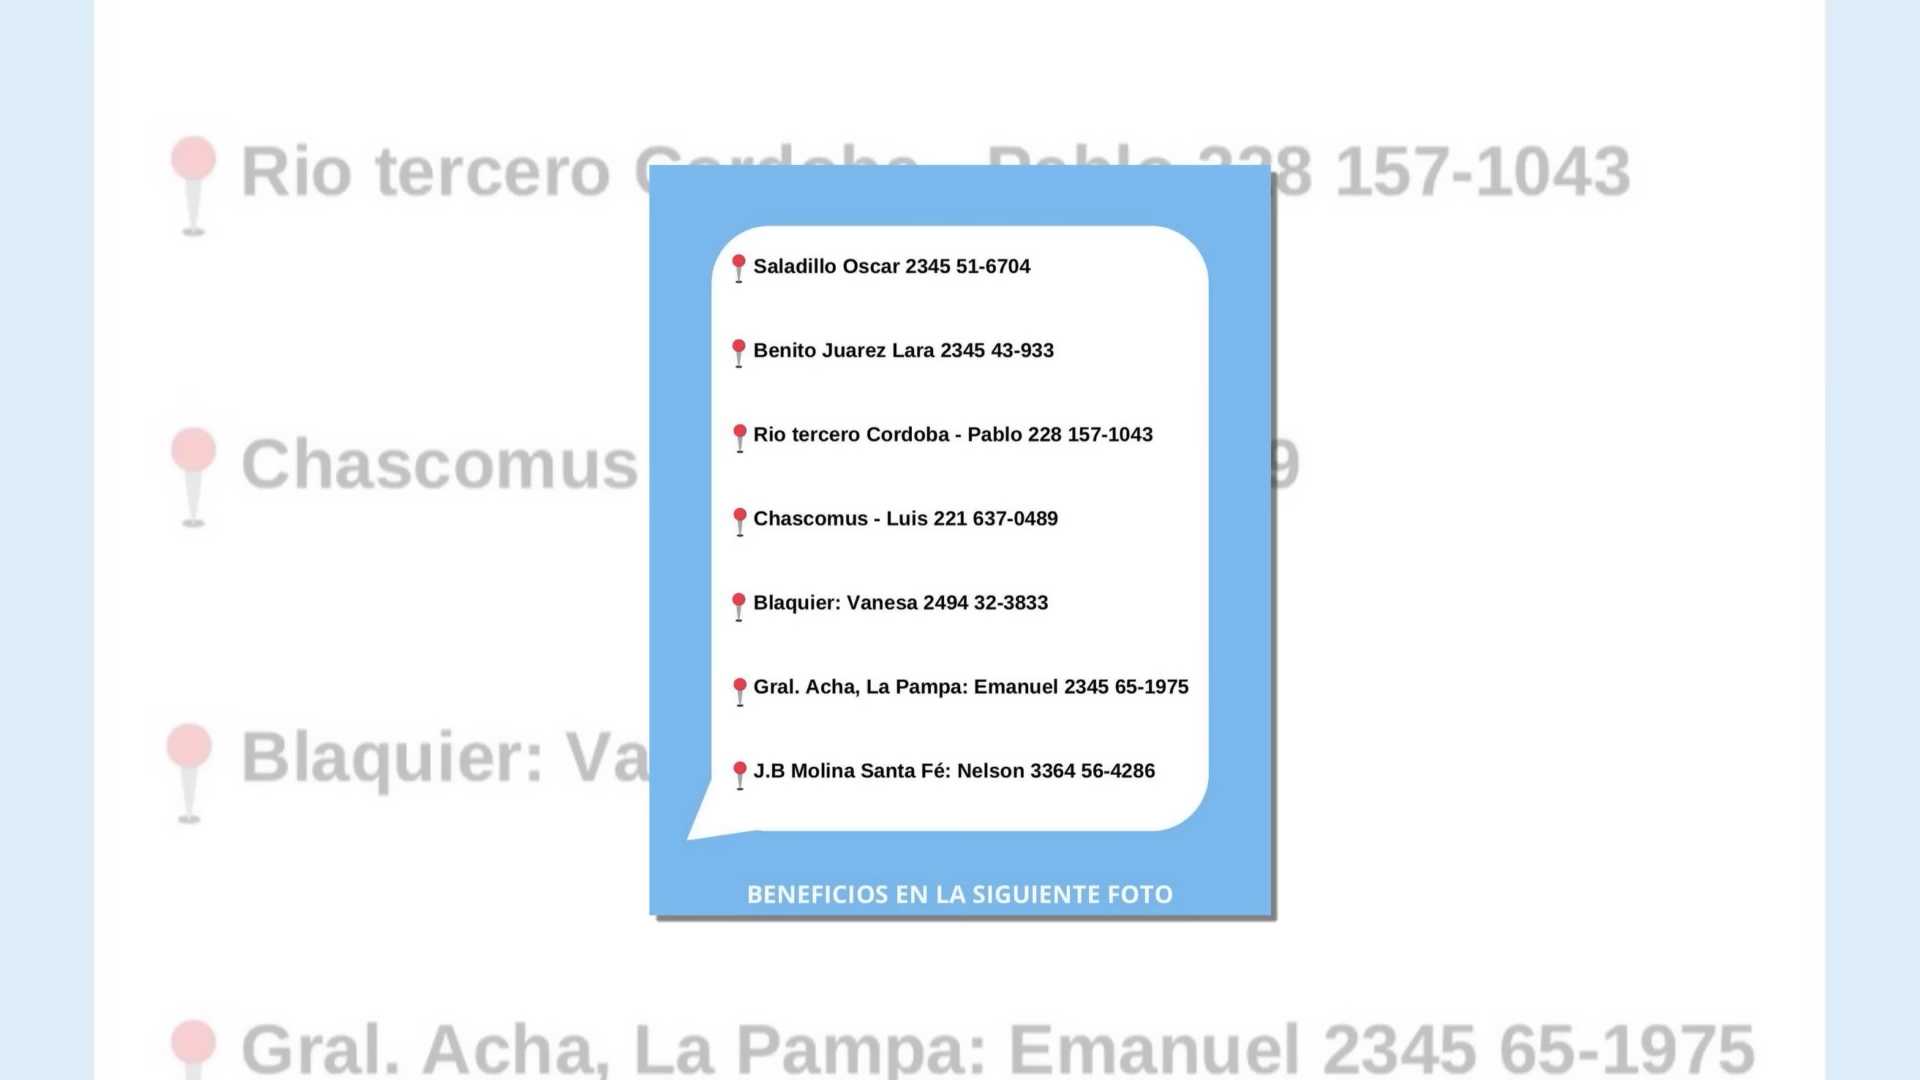 Saladillo Oscar 2345 51-6704
Benito Juarez Lara 2345 43-933
Rio tercero Cordoba - Pablo 228 157-1043
Chascomus - Luis 221 637-0489
Blaquier: Vanesa 2494 32-3833
Gral. Acha, La Pampa: Emanuel 2345 65-1975
J.B Molina Santa Fé: Nelson 3364 56-4286
BENEFICIOS EN LA SIGUIENTE FOTO
Rio tercero Cordoba - Pablo 228 157-1043
Chascomus 9
Blaquier: Va
Gral. Acha, La Pampa: Emanuel 2345 65-1975